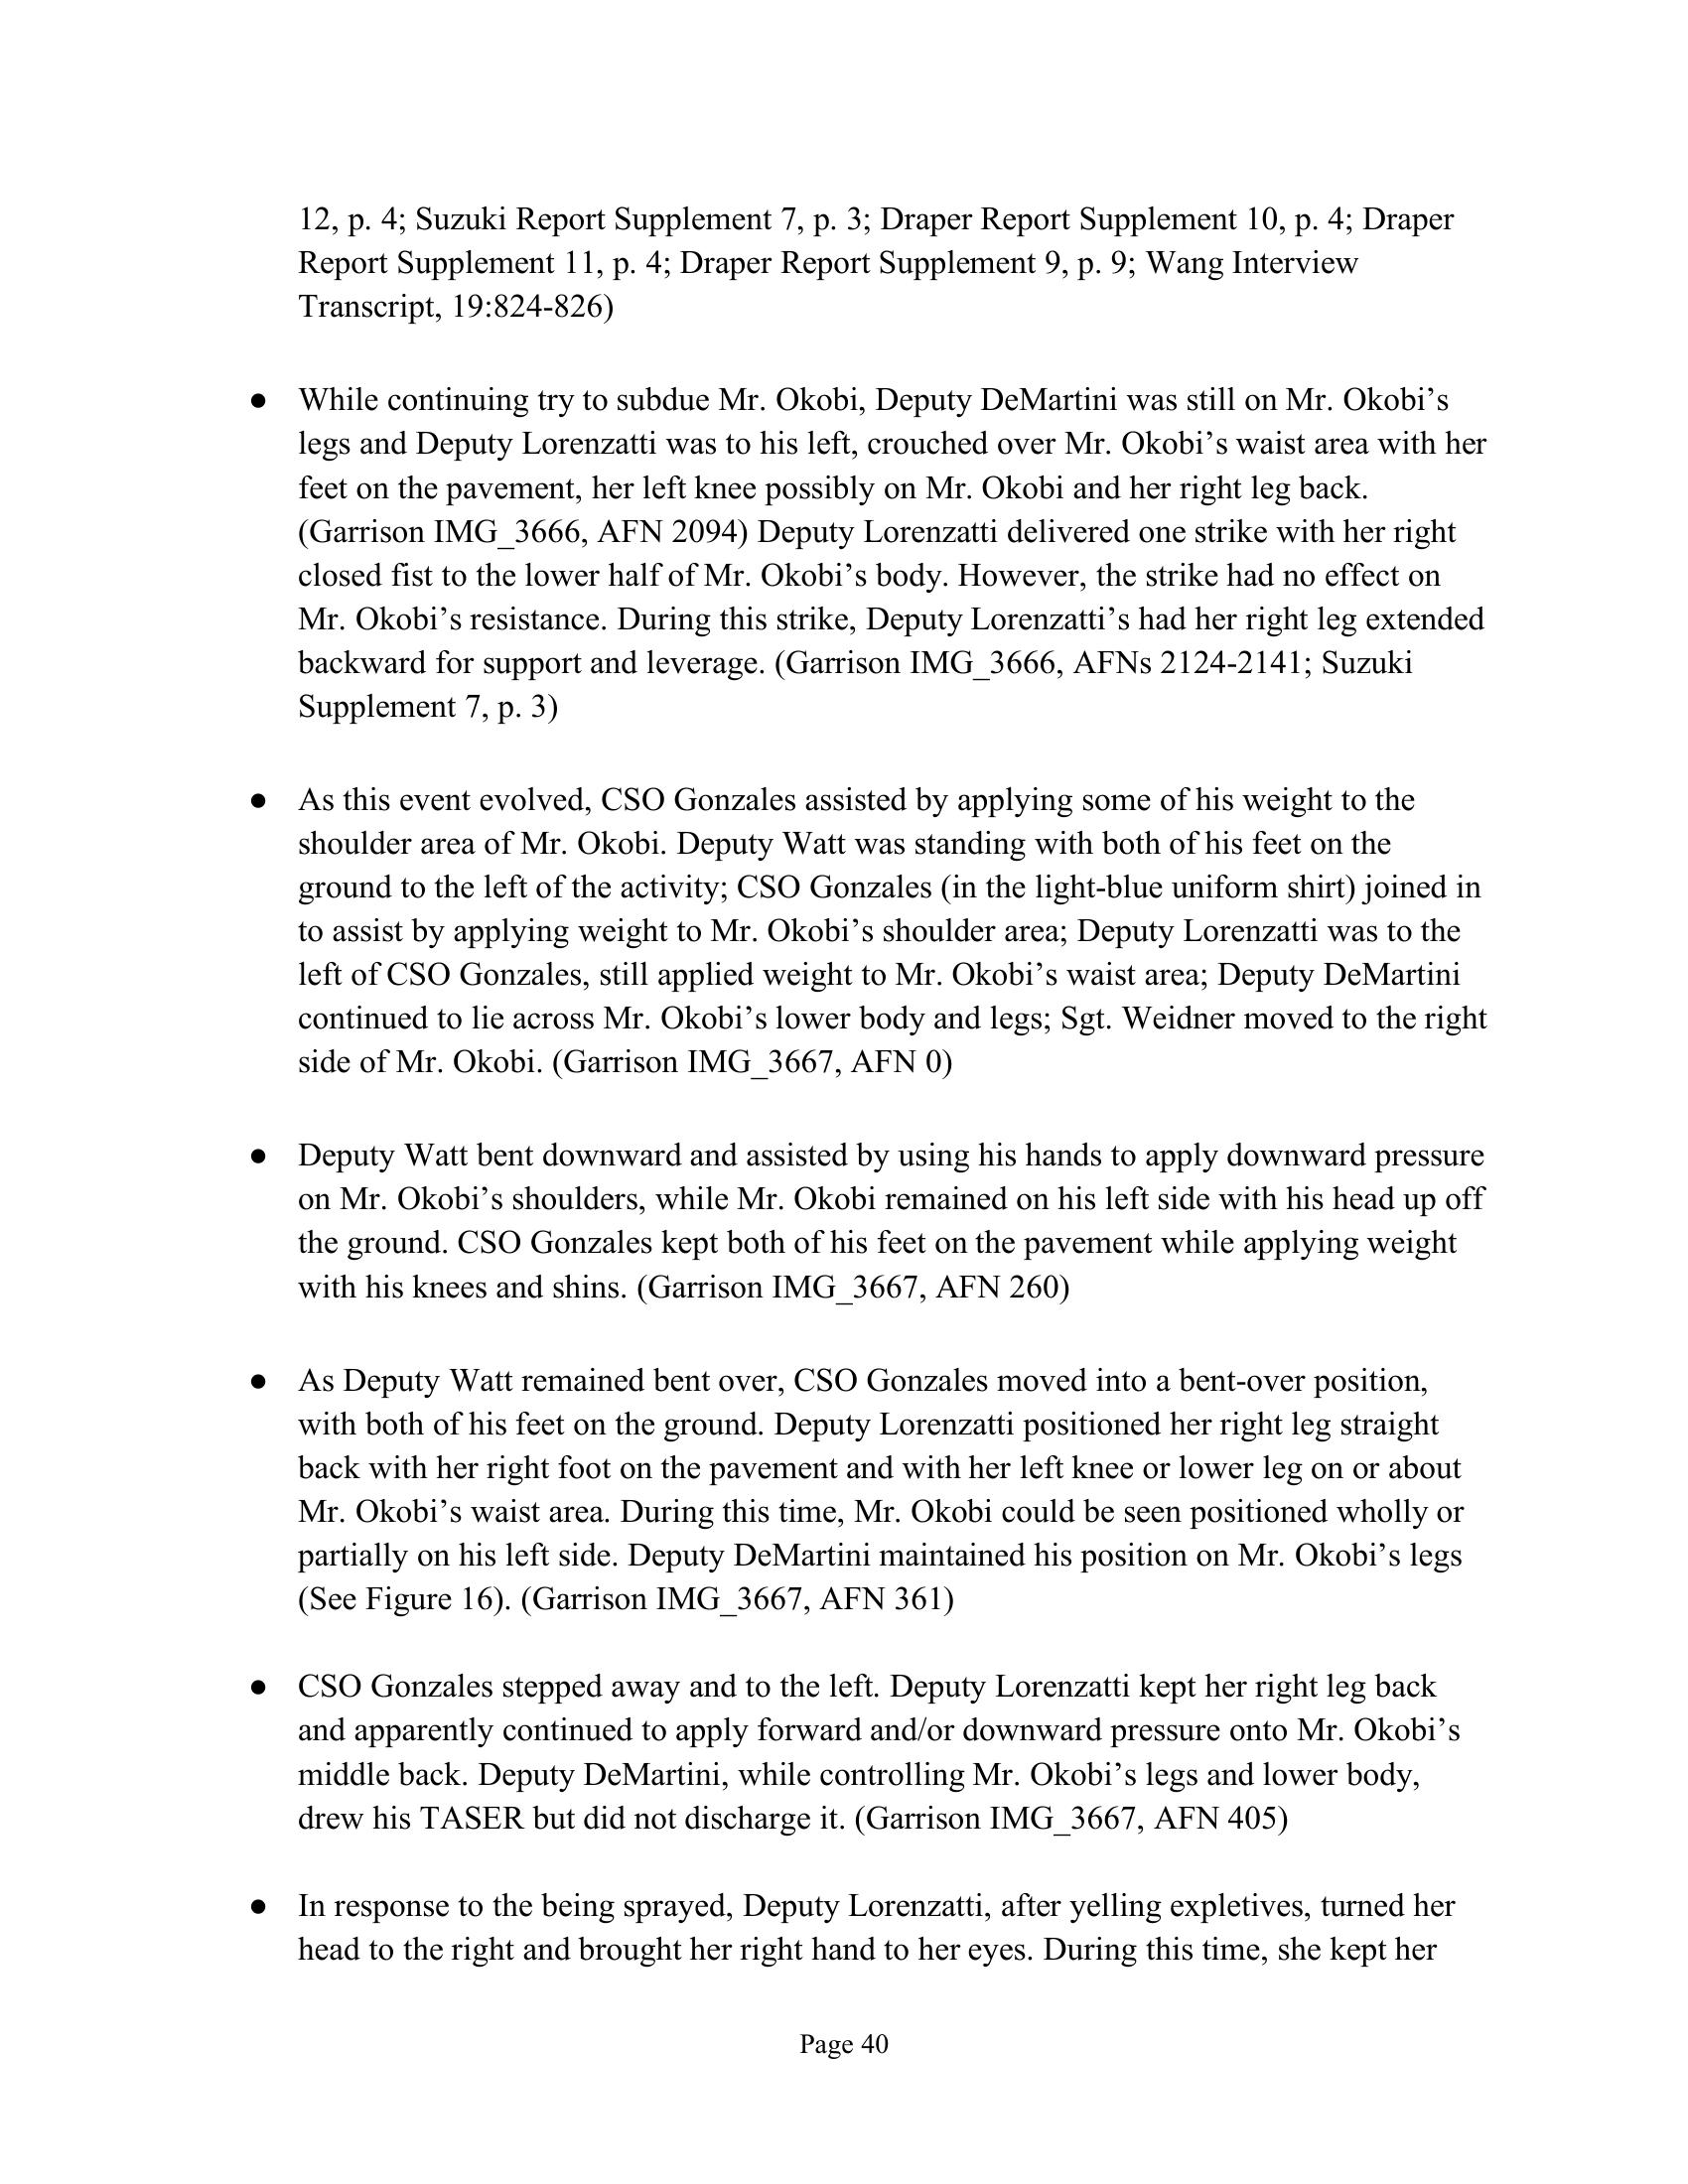 12, p. 4; Suzuki Report Supplement 7, p. 3; Draper Report Supplement 10, p. 4; Draper
Report Supplement 11, p. 4; Draper Report Supplement 9, p. 9; Wang Interview
Transcript, 19:824-826)
● While continuing try to subdue Mr. Okobi, Deputy DeMartini was still on Mr. Okobi’s
legs and Deputy Lorenzatti was to his left, crouched over Mr. Okobi’s waist area with her
feet on the pavement, her left knee possibly on Mr. Okobi and her right leg back.
(Garrison IMG_3666, AFN 2094) Deputy Lorenzatti delivered one strike with her right
closed fist to the lower half of Mr. Okobi’s body. However, the strike had no effect on
Mr. Okobi’s resistance. During this strike, Deputy Lorenzatti’s had her right leg extended
backward for support and leverage. (Garrison IMG_3666, AFNs 2124-2141; Suzuki
Supplement 7, p. 3)
● As this event evolved, CSO Gonzales assisted by applying some of his weight to the
shoulder area of Mr. Okobi. Deputy Watt was standing with both of his feet on the
ground to the left of the activity; CSO Gonzales (in the light-blue uniform shirt) joined in
to assist by applying weight to Mr. Okobi’s shoulder area; Deputy Lorenzatti was to the
left of CSO Gonzales, still applied weight to Mr. Okobi’s waist area; Deputy DeMartini
continued to lie across Mr. Okobi’s lower body and legs; Sgt. Weidner moved to the right
side of Mr. Okobi. (Garrison IMG_3667, AFN 0)
● Deputy Watt bent downward and assisted by using his hands to apply downward pressure
on Mr. Okobi’s shoulders, while Mr. Okobi remained on his left side with his head up off
the ground. CSO Gonzales kept both of his feet on the pavement while applying weight
with his knees and shins. (Garrison IMG_3667, AFN 260)
● As Deputy Watt remained bent over, CSO Gonzales moved into a bent-over position,
with both of his feet on the ground. Deputy Lorenzatti positioned her right leg straight
back with her right foot on the pavement and with her left knee or lower leg on or about
Mr. Okobi’s waist area. During this time, Mr. Okobi could be seen positioned wholly or
partially on his left side. Deputy DeMartini maintained his position on Mr. Okobi’s legs
(See Figure 16). (Garrison IMG_3667, AFN 361)
● CSO Gonzales stepped away and to the left. Deputy Lorenzatti kept her right leg back
and apparently continued to apply forward and/or downward pressure onto Mr. Okobi’s
middle back. Deputy DeMartini, while controlling Mr. Okobi’s legs and lower body,
drew his TASER but did not discharge it. (Garrison IMG_3667, AFN 405)
● In response to the being sprayed, Deputy Lorenzatti, after yelling expletives, turned her
head to the right and brought her right hand to her eyes. During this time, she kept her
Page 40